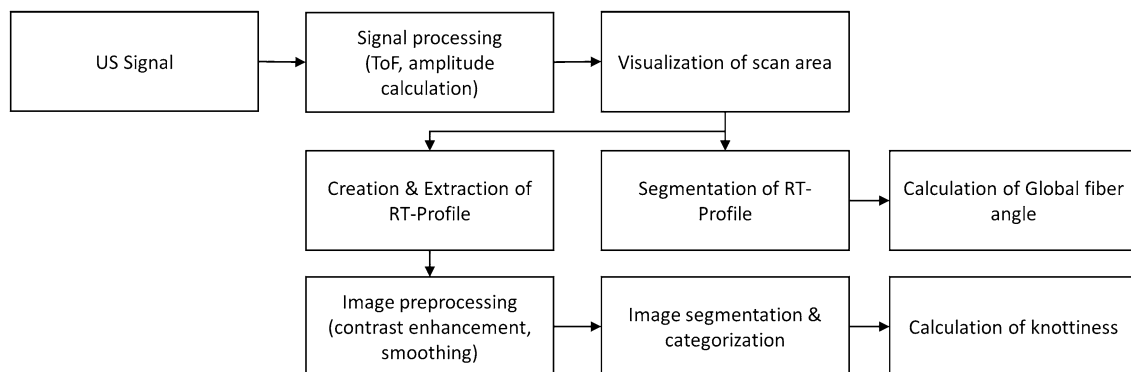 US Signal
Signal processing
(ToF, amplitude
calculation)
Visualization of scan area
Creation & Extraction of
RT-Profile
Segmentation of RT-
Profile
Calculation of Global fiber
angle
Image preprocessing
(contrast enhancement,
smoothing)
Image segmentation &
categorization
Calculation of knottiness